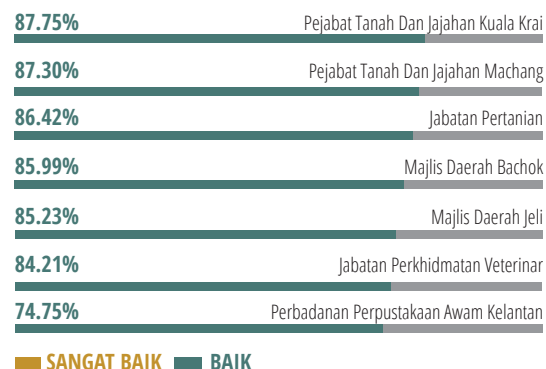 87.75% Pejabat Tanah Dan Jajahan Kuala Krai
87.30% Pejabat Tanah Dan Jajahan Machang
86.42% Jabatan Pertanian
85.99% Majlis Daerah Bachok
85.23% Majlis Daerah Jeli
84.21% Jabatan Perkhidmatan Veterinar
74.75% Perbadanan Perpustakaan Awam Kelantan
SANGAT BAIK BAIK